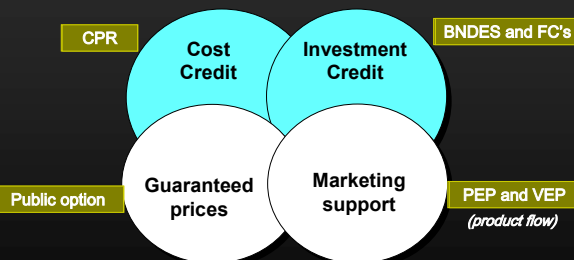 CPR
Cost
Credit
Investment
Credit
BNDES and FC's
Public option
Guaranteed
prices
Marketing
support
PEP and VEP
(product flow)